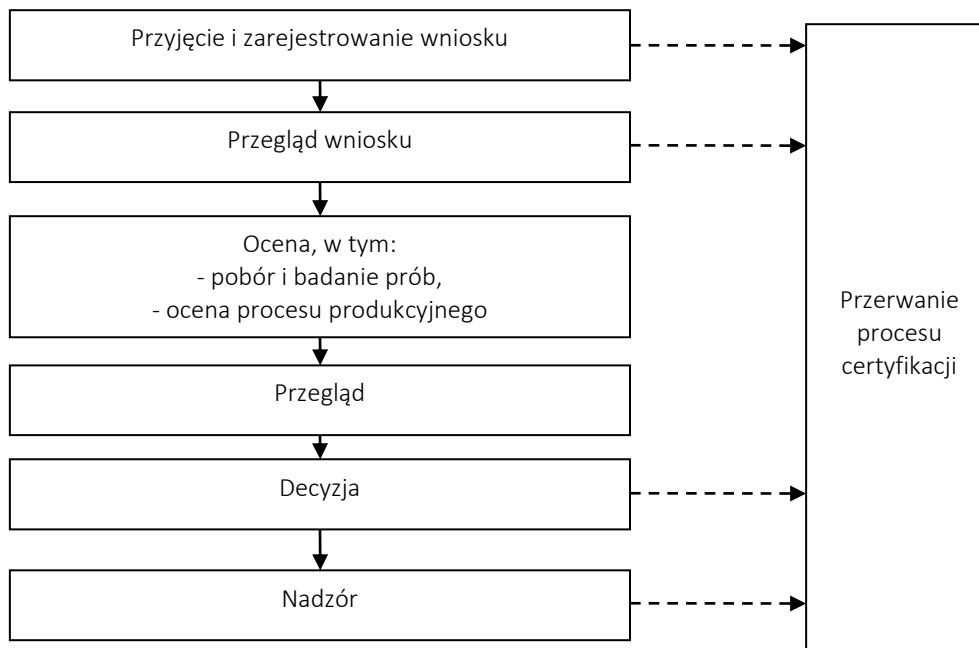 Przyjęcie i zarejestrowanie wniosku
Przegląd wniosku
Ocena, w tym:
- pobór i badanie prób,
- ocena procesu produkcyjnego
Przegląd
Decyzja
Nadzór
Przerwanie
procesu
certyfikacji